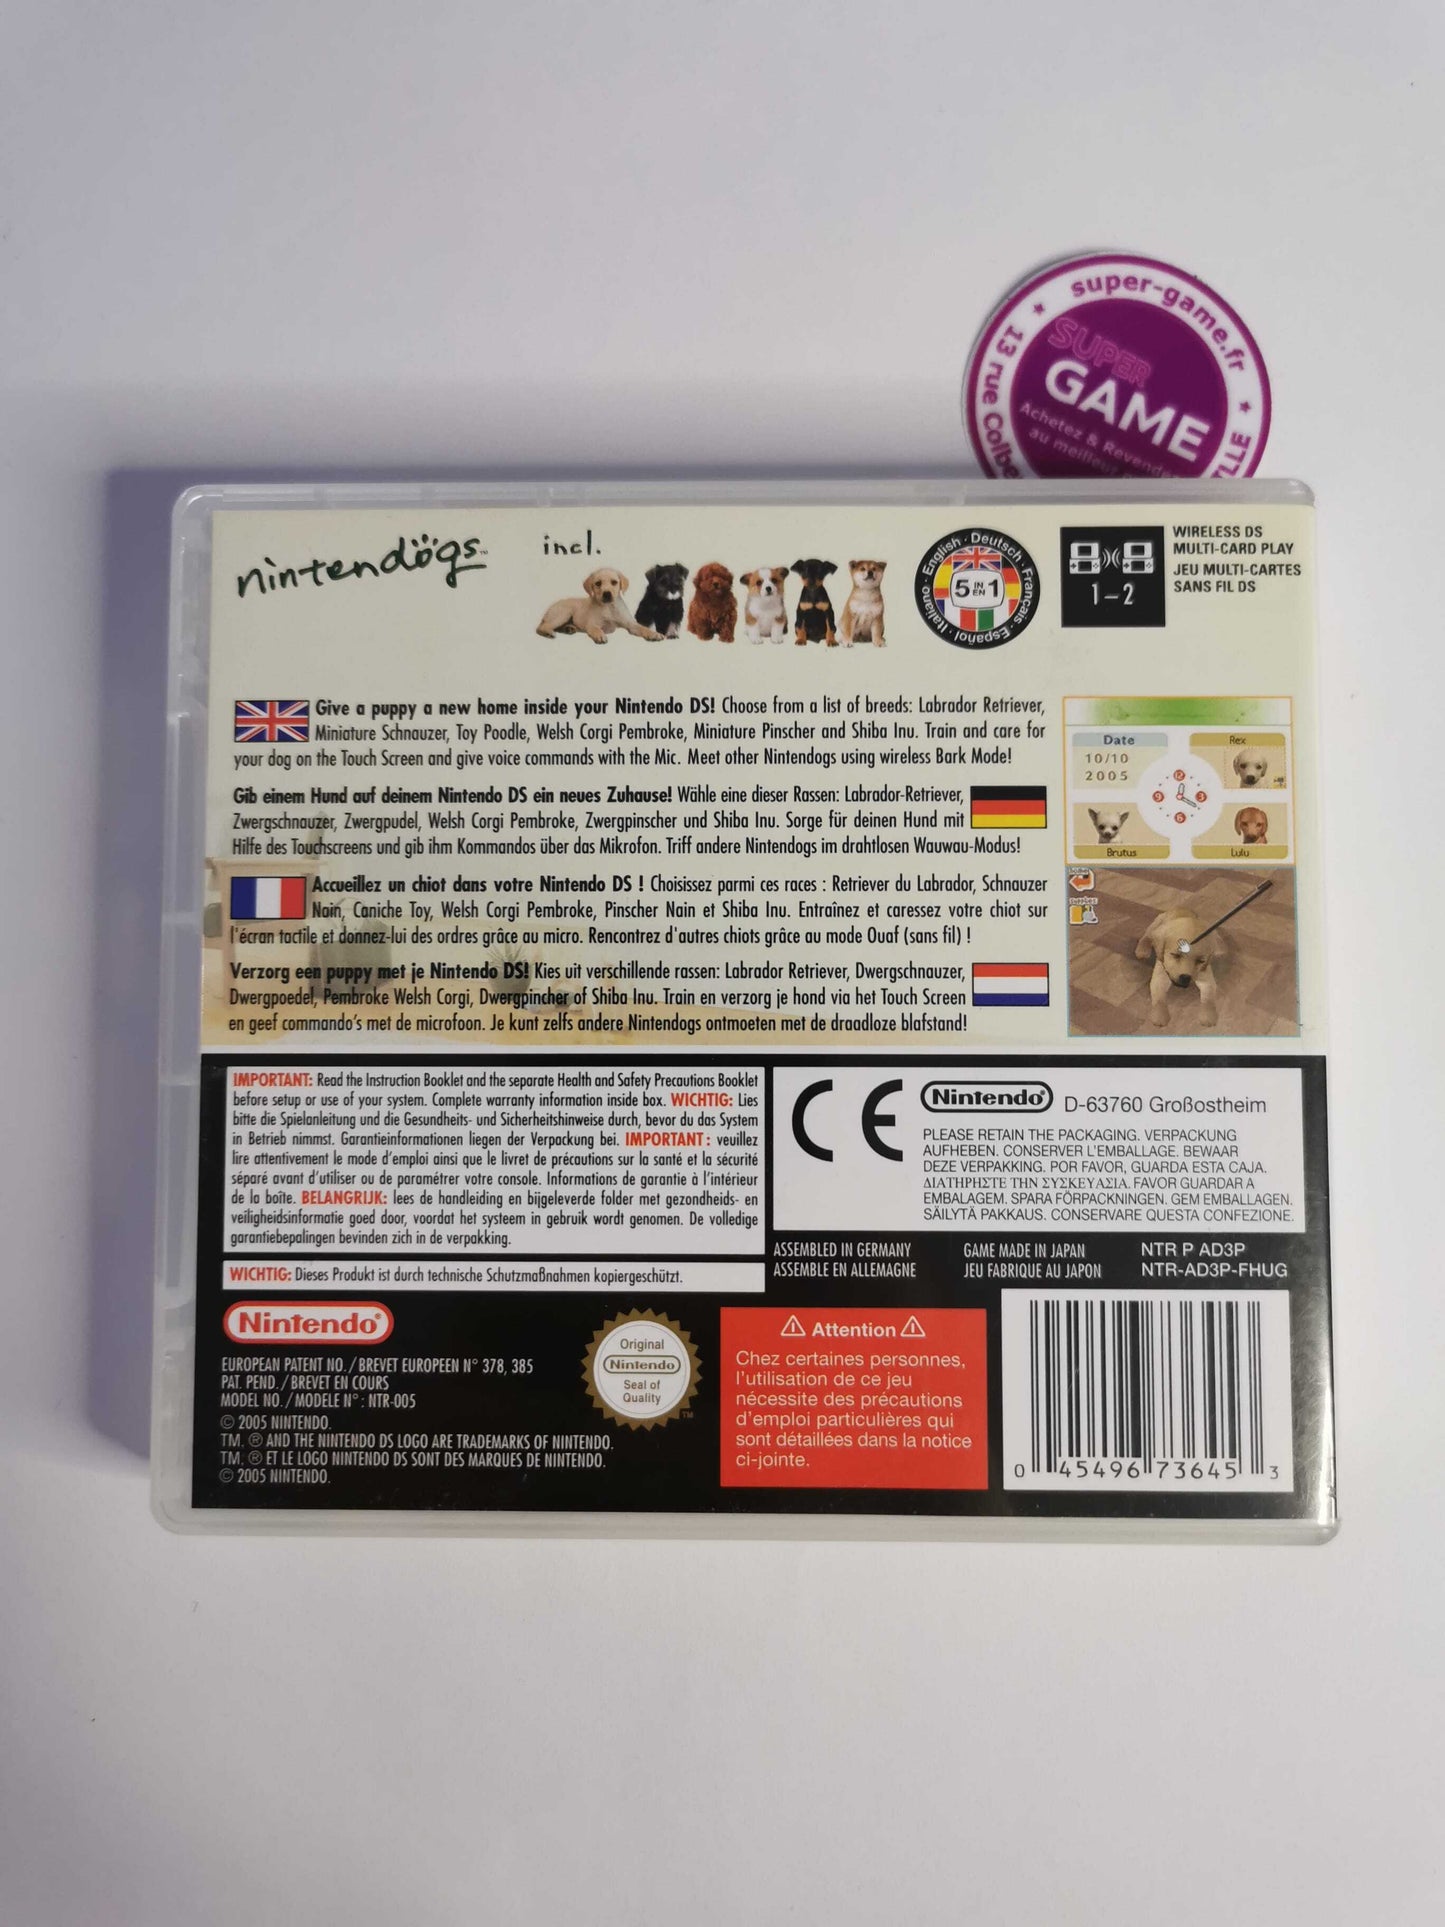 super-game.fr
13 rue Colbe
SUPER
GAME
Achetez & Revendez
au meilleur
nintendogs™
incl.
English · Deutsch · Français · Español · Italiano
5 IN EN 1
1-2
WIRELESS DS
MULTI-CARD PLAY
JEU MULTI-CARTES
SANS FIL DS
Give a puppy a new home inside your Nintendo DS! Choose from a list of breeds: Labrador Retriever,
Miniature Schnauzer, Toy Poodle, Welsh Corgi Pembroke, Miniature Pinscher and Shiba Inu. Train and care for
your dog on the Touch Screen and give voice commands with the Mic. Meet other Nintendogs using wireless Bark Mode!
Gib einem Hund auf deinem Nintendo DS ein neues Zuhause! Wähle eine dieser Rassen: Labrador-Retriever,
Zwergschnauzer, Zwergpudel, Welsh Corgi Pembroke, Zwergpinscher und Shiba Inu. Sorge für deinen Hund mit
Hilfe des Touchscreens und gib ihm Kommandos über das Mikrofon. Triff andere Nintendogs im drahtlosen Wauwau-Modus!
Accueillez un chiot dans votre Nintendo DS ! Choisissez parmi ces races : Retriever du Labrador, Schnauzer
Nain, Caniche Toy, Welsh Corgi Pembroke, Pinscher Nain et Shiba Inu. Entraînez et caressez votre chiot sur
l'écran tactile et donnez-lui des ordres grâce au micro. Rencontrez d'autres chiots grâce au mode Ouaf (sans fil) !
Verzorg een puppy met je Nintendo DS! Kies uit verschillende rassen: Labrador Retriever, Dwergschnauzer,
Dwergpoedel, Pembroke Welsh Corgi, Dwergpincher of Shiba Inu. Train en verzorg je hond via het Touch Screen
en geef commando's met de microfoon. Je kunt zelfs andere Nintendogs ontmoeten met de draadloze blafstand!
Date
10/10
2005
Rex
12
9 3
6
Brutus
Lulu
IMPORTANT: Read the Instruction Booklet and the separate Health and Safety Precautions Booklet
before setup or use of your system. Complete warranty information inside box. WICHTIG: Lies
bitte die Spielanleitung und die Gesundheits- und Sicherheitshinweise durch, bevor du das System
in Betrieb nimmst. Garantieinformationen liegen der Verpackung bei. IMPORTANT : veuillez
lire attentivement le mode d'emploi ainsi que le livret de précautions sur la santé et la sécurité
séparé avant d'utiliser ou de paramétrer votre console. Informations de garantie à l'intérieur
de la boîte. BELANGRIJK: lees de handleiding en bijgeleverde folder met gezondheids- en
veiligheidsinformatie goed door, voordat het systeem in gebruik wordt genomen. De volledige
garantiebepalingen bevinden zich in de verpakking.
WICHTIG: Dieses Produkt ist durch technische Schutzmaßnahmen kopiergeschützt.
CE
Nintendo® D-63760 Großostheim
PLEASE RETAIN THE PACKAGING. VERPACKUNG
AUFHEBEN. CONSERVER L'EMBALLAGE. BEWAAR
DEZE VERPAKKING. POR FAVOR, GUARDA ESTA CAJA.
ΔΙΑΤΗΡΗΣΤΕ ΤΗΝ ΣΥΣΚΕΥΑΣΙΑ. FAVOR GUARDAR A
EMBALAGEM. SPARA FÖRPACKNINGEN. GEM EMBALLAGEN.
SÄILYTÄ PAKKAUS. CONSERVARE QUESTA CONFEZIONE.
ASSEMBLED IN GERMANY
ASSEMBLE EN ALLEMAGNE
GAME MADE IN JAPAN
JEU FABRIQUE AU JAPON
NTR P AD3P
NTR-AD3P-FHUG
Nintendo®
EUROPEAN PATENT NO./BREVET EUROPEEN N° 378, 385
PAT. PEND./BREVET EN COURS
MODEL NO./MODELE N° : NTR-005
© 2005 NINTENDO.
TM, ® AND THE NINTENDO DS LOGO ARE TRADEMARKS OF NINTENDO.
TM, ® ET LE LOGO NINTENDO DS SONT DES MARQUES DE NINTENDO.
© 2005 NINTENDO.
Original
Nintendo
Seal of
Quality
TM
Attention
Chez certaines personnes,
l'utilisation de ce jeu
nécessite des précautions
d'emploi particulières qui
sont détaillées dans la notice
ci-jointe.
0 45496 73645 3